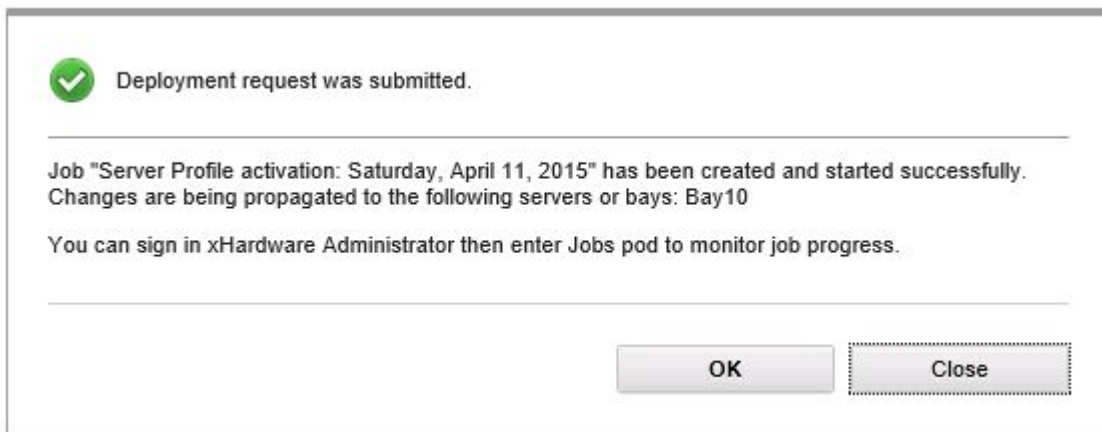 Deployment request was submitted.
Job "Server Profile activation: Saturday, April 11, 2015" has been created and started successfully.
Changes are being propagated to the following servers or bays: Bay10
You can sign in xHardware Administrator then enter Jobs pod to monitor job progress.
OK
Close